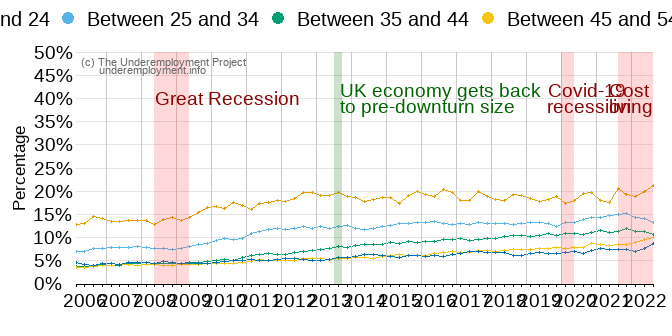 nd 24 Between 25 and 34 Between 35 and 44 Between 45 and 54
50%
(c) The Underemployment Project
underemployment.info
45%
40%
Great Recession
UK economy gets back
to pre-downturn size
Covid-19
recession
Cost
living
35%
30%
25%
20%
15%
10%
5%
0%
Percentage
2006 2007 2008 2009 2010 2011 2012 2013 2014 2015 2016 2017 2018 2019 2020 2021 2022